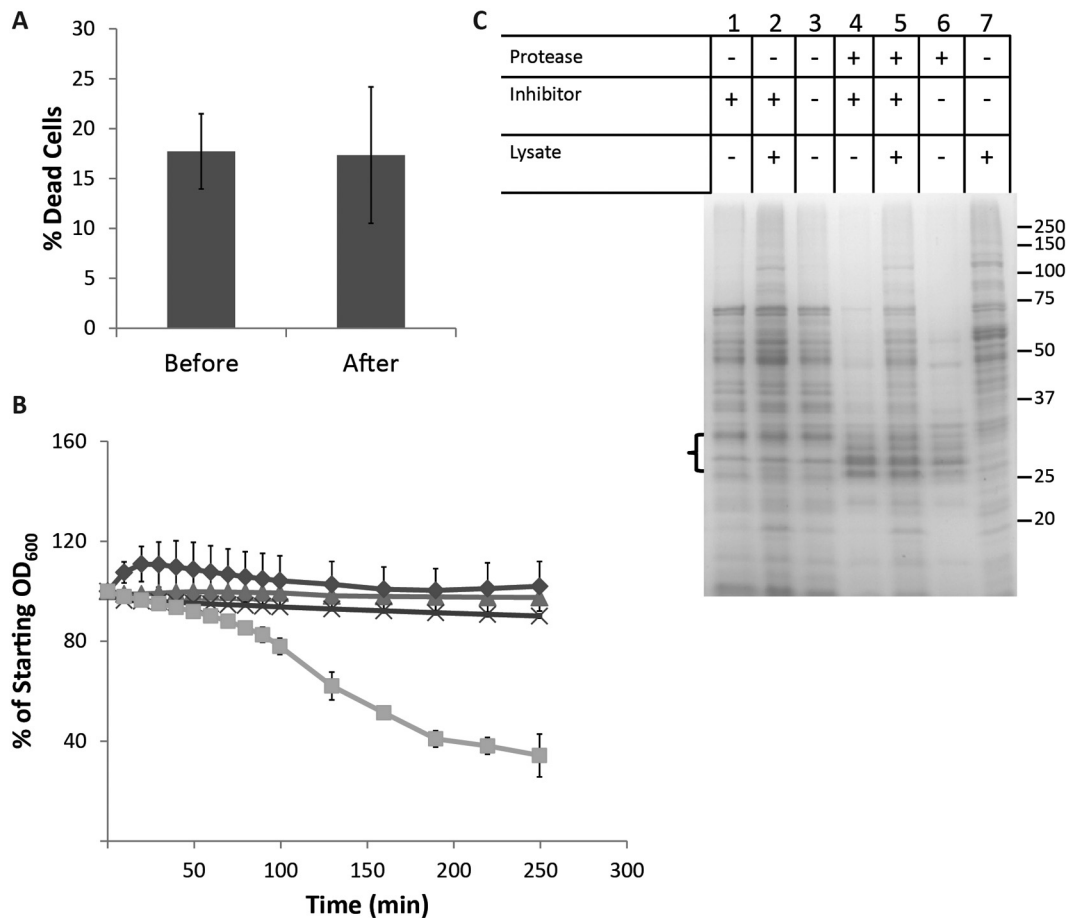 A
30
25
20
15
10
5
0
% Dead Cells
Before After
B
160
120
80
40
% of Starting OD600
50 100 150 200 250 300
Time (min)
C
1 2 3 4 5 6 7
Protease - - - + + + -
Inhibitor + + - + + - -
Lysate - + - - + - +
250
150
100
75
50
37
25
20